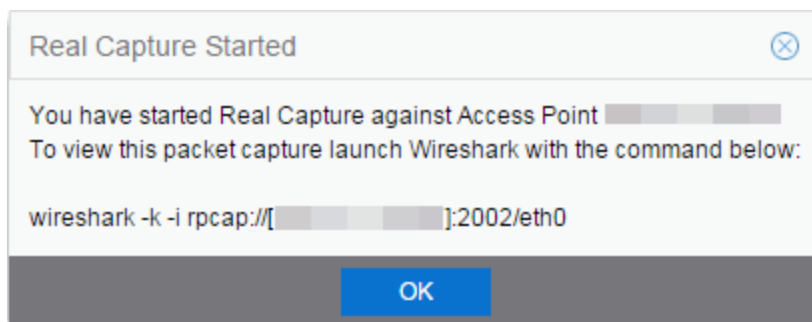 Real Capture Started
You have started Real Capture against Access Point
To view this packet capture launch Wireshark with the command below:
wireshark -k -i rpcap://[ ]:2002/eth0
OK